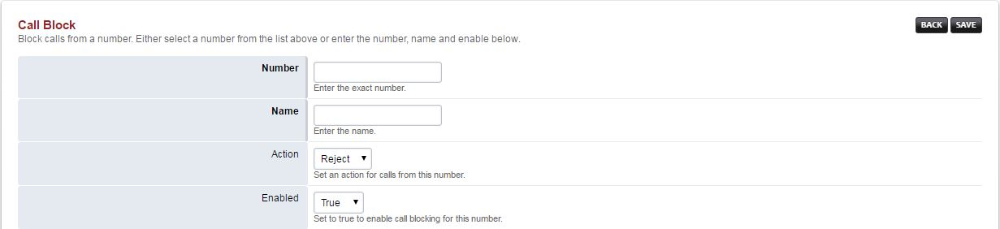 Call Block
BACK SAVE
Block calls from a number. Either select a number from the list above or enter the number, name and enable below.
Number
Enter the exact number.
Name
Enter the name.
Action
Reject
Set an action for calls from this number.
Enabled
True
Set to true to enable call blocking for this number.